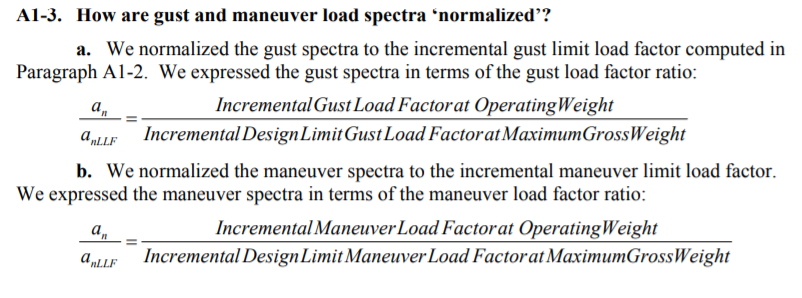 A1-3. How are gust and maneuver load spectra ‘normalized’?
a. We normalized the gust spectra to the incremental gust limit load factor computed in
Paragraph A1-2. We expressed the gust spectra in terms of the gust load factor ratio:
a_n / a_nLLF = Incremental Gust Load Factor at Operating Weight / Incremental Design Limit Gust Load Factor at Maximum Gross Weight
b. We normalized the maneuver spectra to the incremental maneuver limit load factor.
We expressed the maneuver spectra in terms of the maneuver load factor ratio:
a_n / a_nLLF = Incremental Maneuver Load Factor at Operating Weight / Incremental Design Limit Maneuver Load Factor at Maximum Gross Weight